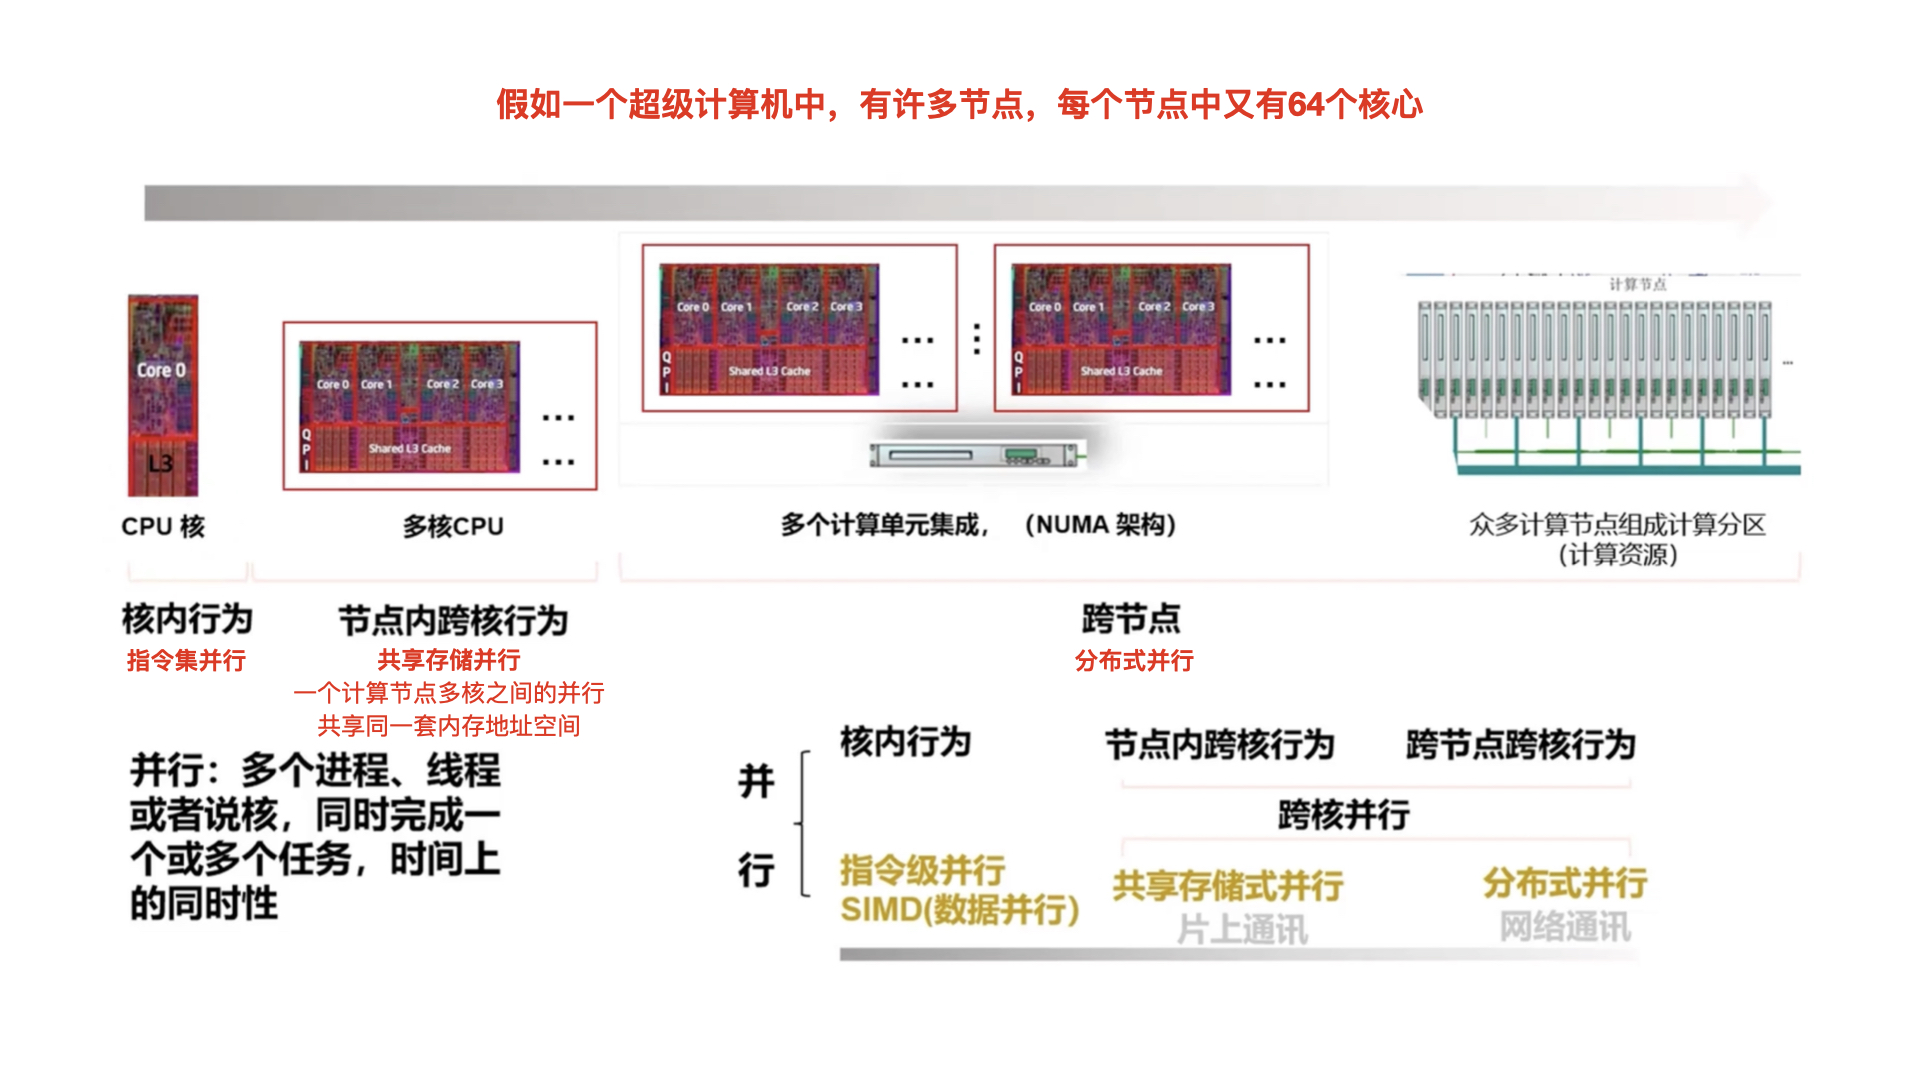 假如一个超级计算机中，有许多节点，每个节点中又有64个核心
Core 0
L3
Core 0 Core 1 Core 2 Core 3
QPI
Shared L3 Cache
...
...
Core 0 Core 1 Core 2 Core 3
QPI
Shared L3 Cache
...
...
Core 0 Core 1 Core 2 Core 3
QPI
Shared L3 Cache
...
...
计算节点
...
CPU 核
多核CPU
多个计算单元集成，（NUMA 架构）
众多计算节点组成计算分区
（计算资源）
核内行为
指令集并行
节点内跨核行为
共享存储并行
一个计算节点多核之间的并行
共享同一套内存地址空间
跨节点
分布式并行
并行：多个进程、线程
或者说核，同时完成一
个或多个任务，时间上
的同时性
并
行
核内行为
节点内跨核行为
跨节点跨核行为
跨核并行
指令级并行
SIMD(数据并行)
共享存储式并行
片上通讯
分布式并行
网络通讯